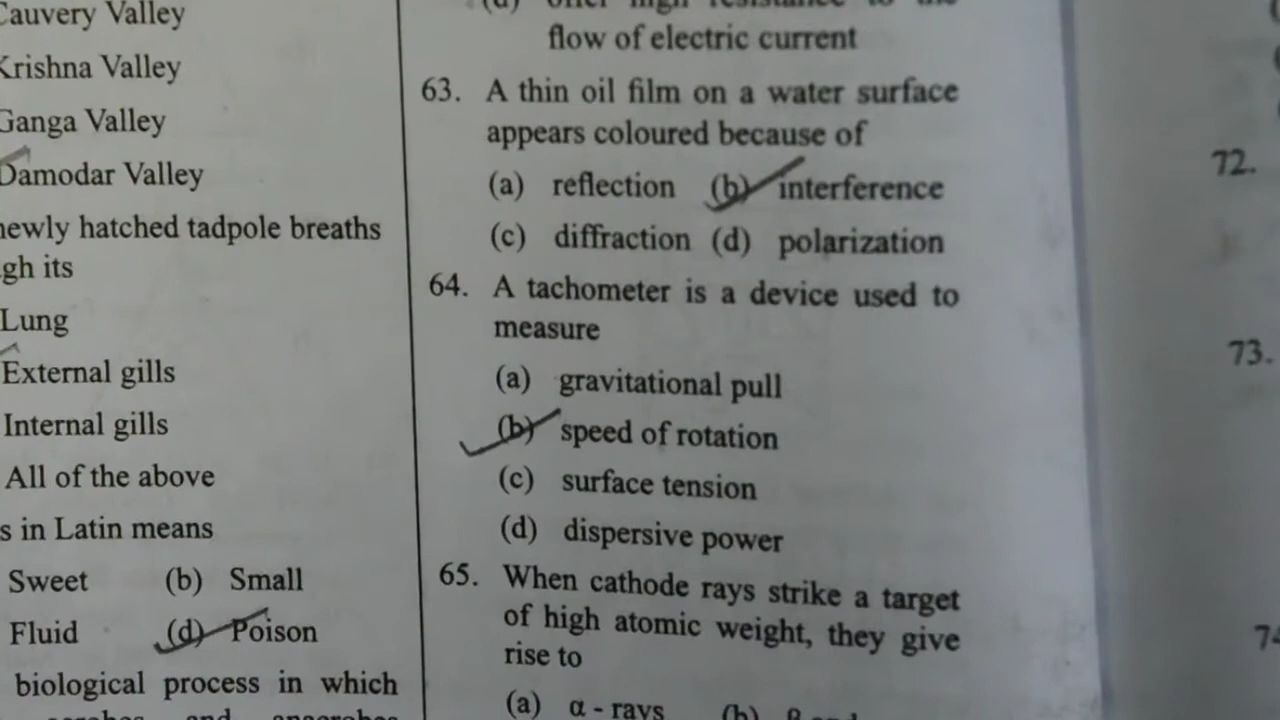 Cauvery Valley
Krishna Valley
Ganga Valley
Damodar Valley
newly hatched tadpole breaths
gh its
Lung
External gills
Internal gills
All of the above
s in Latin means
Sweet (b) Small
Fluid (d) Poison
biological process in which
and
flow of electric current
63. A thin oil film on a water surface
appears coloured because of
(a) reflection (b) interference
(c) diffraction (d) polarization
64. A tachometer is a device used to
measure
(a) gravitational pull
(b) speed of rotation
(c) surface tension
(d) dispersive power
65. When cathode rays strike a target
of high atomic weight, they give
rise to
(a) α - rays (b)
72.
73.